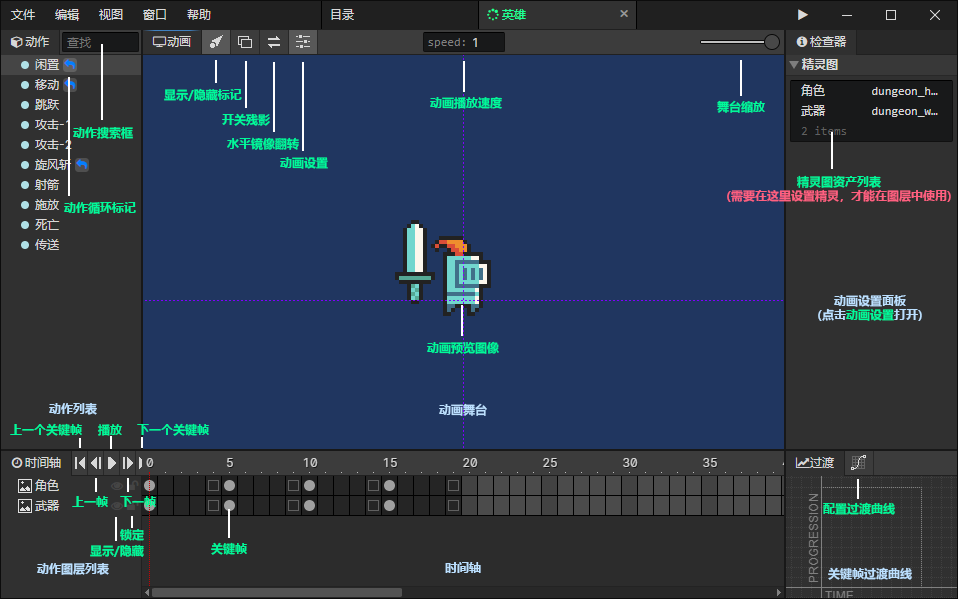 文件 编辑 视图 窗口 帮助 目录 英雄
动作 查找 动画 speed: 1 检查器
闲置
移动
跳跃
攻击-1
攻击-2
旋风斩
射箭
施放
死亡
传送
动作搜索框
动作循环标记
显示/隐藏标记
开关残影
水平镜像翻转
动画设置
动画播放速度
舞台缩放
精灵图
角色 dungeon_h…
武器 dungeon_w…
2 items
精灵图资产列表
(需要在这里设置精灵，才能在图层中使用)
动画设置面板
(点击动画设置打开)
动画预览图像
动画舞台
动作列表
上一个关键帧 播放 下一个关键帧
时间轴 0 5 10 15 20 25 30 35
角色
武器
上一帧 下一帧
锁定
显示/隐藏
动作图层列表
关键帧
时间轴
过渡
配置过渡曲线
PROGRESSION
关键帧过渡曲线
TIME